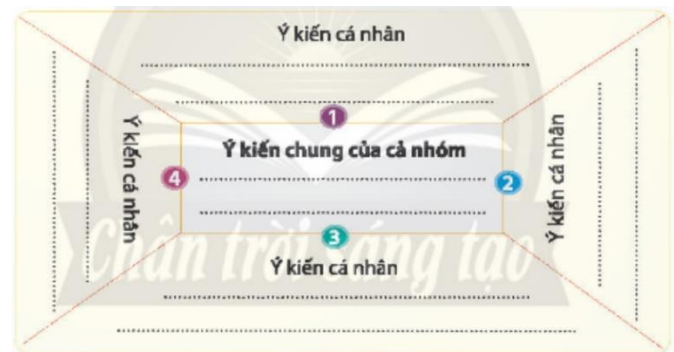 Ý kiến cá nhân
1
Ý kiến cá nhân
Ý kiến chung của cả nhóm
Ý kiến cá nhân
4
2
3
Ý kiến cá nhân
Chân trời sáng tạo